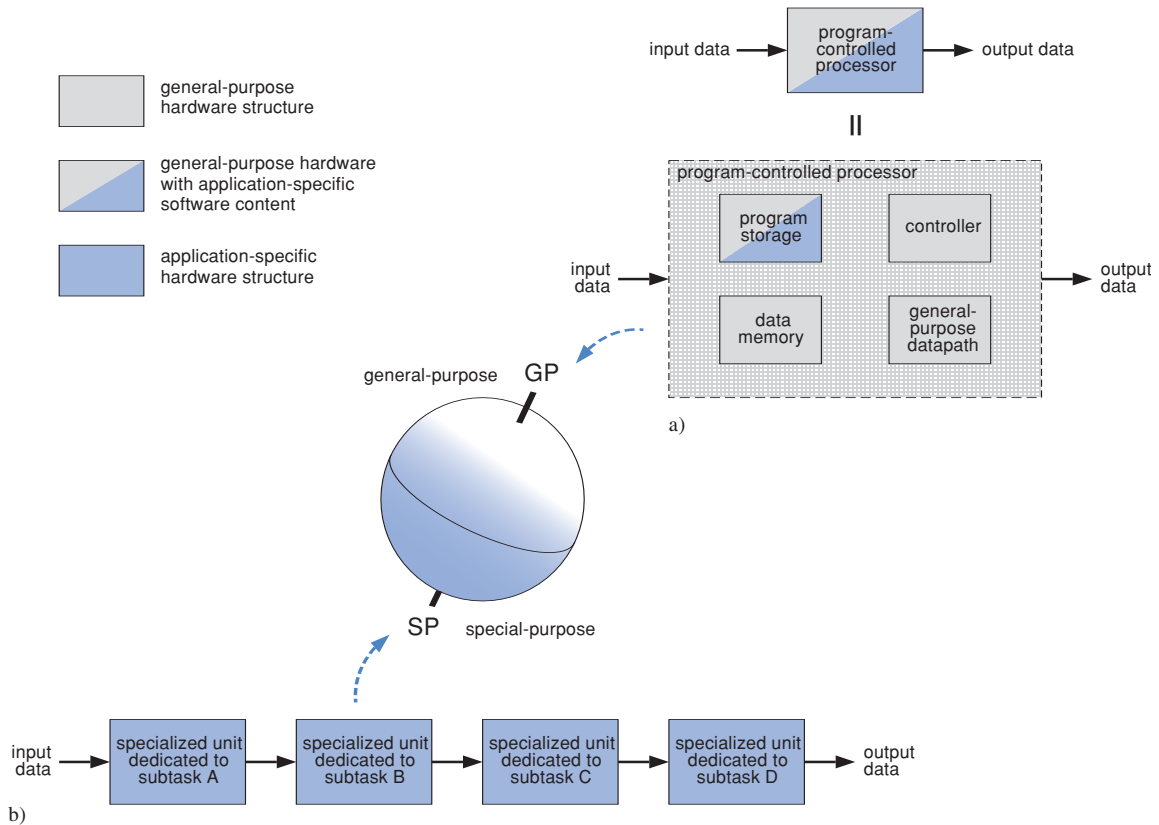 program-
controlled
processor
input data
output data
general-purpose
hardware structure
general-purpose hardware
with application-specific
software content
application-specific
hardware structure
=
program-controlled processor
program
storage
controller
input
data
output
data
data
memory
general-
purpose
datapath
a)
general-purpose
GP
SP
special-purpose
input
data
specialized unit
dedicated to
subtask A
specialized unit
dedicated to
subtask B
specialized unit
dedicated to
subtask C
specialized unit
dedicated to
subtask D
output
data
b)